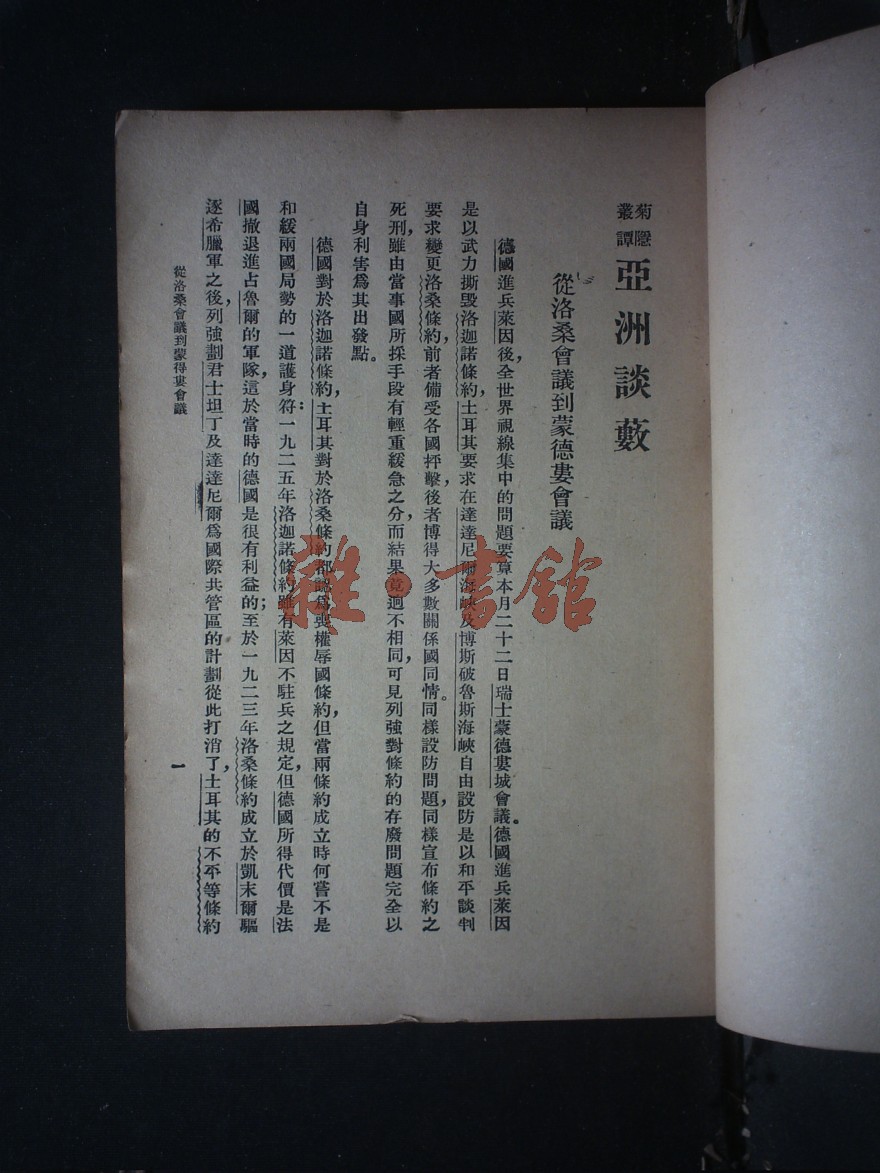 菊隱
叢譚
亞洲談藪
從洛桑會議到蒙德婁會議
德國進兵萊因後，全世界視線集中的問題要算本月二十二日瑞士蒙德婁城會議。德國進兵萊因
是以武力撕毀洛迦諾條約，土耳其要求在達達尼爾海峽及博斯破魯斯海峽自由設防是以和平談判
要求變更洛桑條約，前者備受各國抨擊，後者博得大多數關係國同情。同樣設防問題，同樣宣布條約之
死刑，雖由當事國所採手段有輕重緩急之分，而結果竟迥不相同，可見列強對條約的存廢問題完全以
自身利害爲其出發點。
德國對於洛迦諾條約，土耳其對於洛桑條約都認爲喪權辱國條約，但當兩條約成立時何嘗不是
和緩兩國局勢的一道護身符：一九二五年洛迦諾條約雖有萊因不駐兵之規定，但德國所得代價是法
國撤退進占魯爾的軍隊，這於當時的德國是很有利益的；至於一九二三年洛桑條約成立於凱末爾驅
逐希臘軍之後，列強劃君士坦丁及達達尼爾爲國際共管區的計劃從此打消了，土耳其的不平等條約
從洛桑會議到蒙得婁會議
一
雜·書館